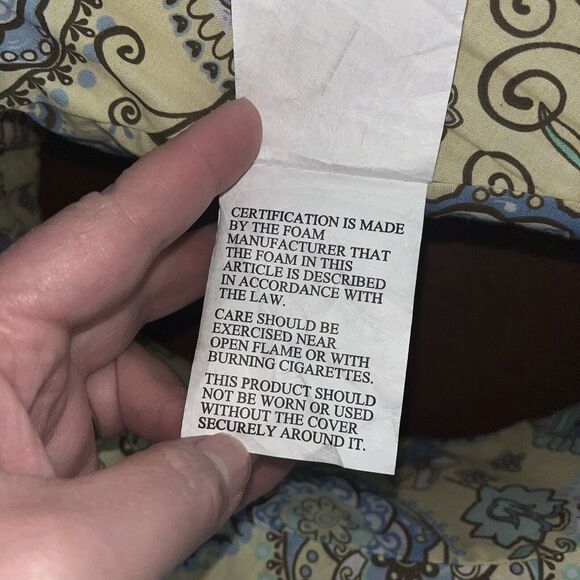 CERTIFICATION IS MADE
BY THE FOAM
MANUFACTURER THAT
THE FOAM IN THIS
ARTICLE IS DESCRIBED
IN ACCORDANCE WITH
THE LAW.
CARE SHOULD BE
EXERCISED NEAR
OPEN FLAME OR WITH
BURNING CIGARETTES.
THIS PRODUCT SHOULD
NOT BE WORN OR USED
WITHOUT THE COVER
SECURELY AROUND IT.